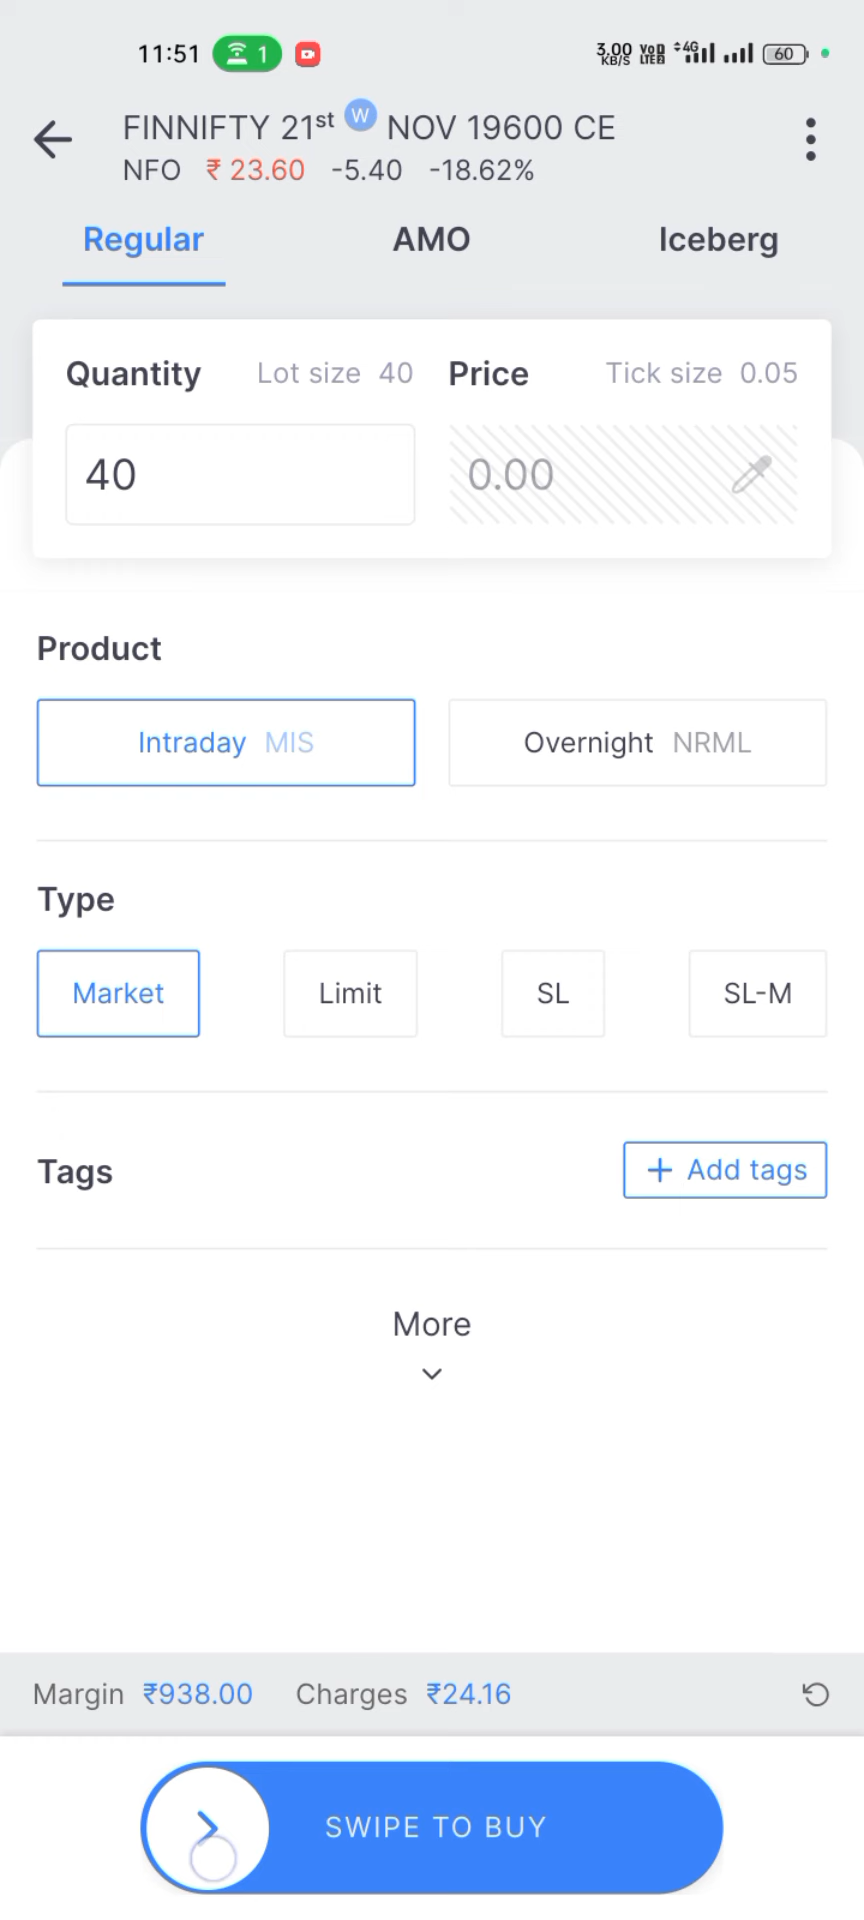 11:51 1 3.00 KB/S VoD LTE2 4G 60
FINNIFTY 21st W NOV 19600 CE
NFO ₹ 23.60 -5.40 -18.62%
Regular AMO Iceberg
Quantity Lot size 40 Price Tick size 0.05
40 0.00
Product
Intraday MIS Overnight NRML
Type
Market Limit SL SL-M
Tags + Add tags
More
Margin ₹938.00 Charges ₹24.16
SWIPE TO BUY